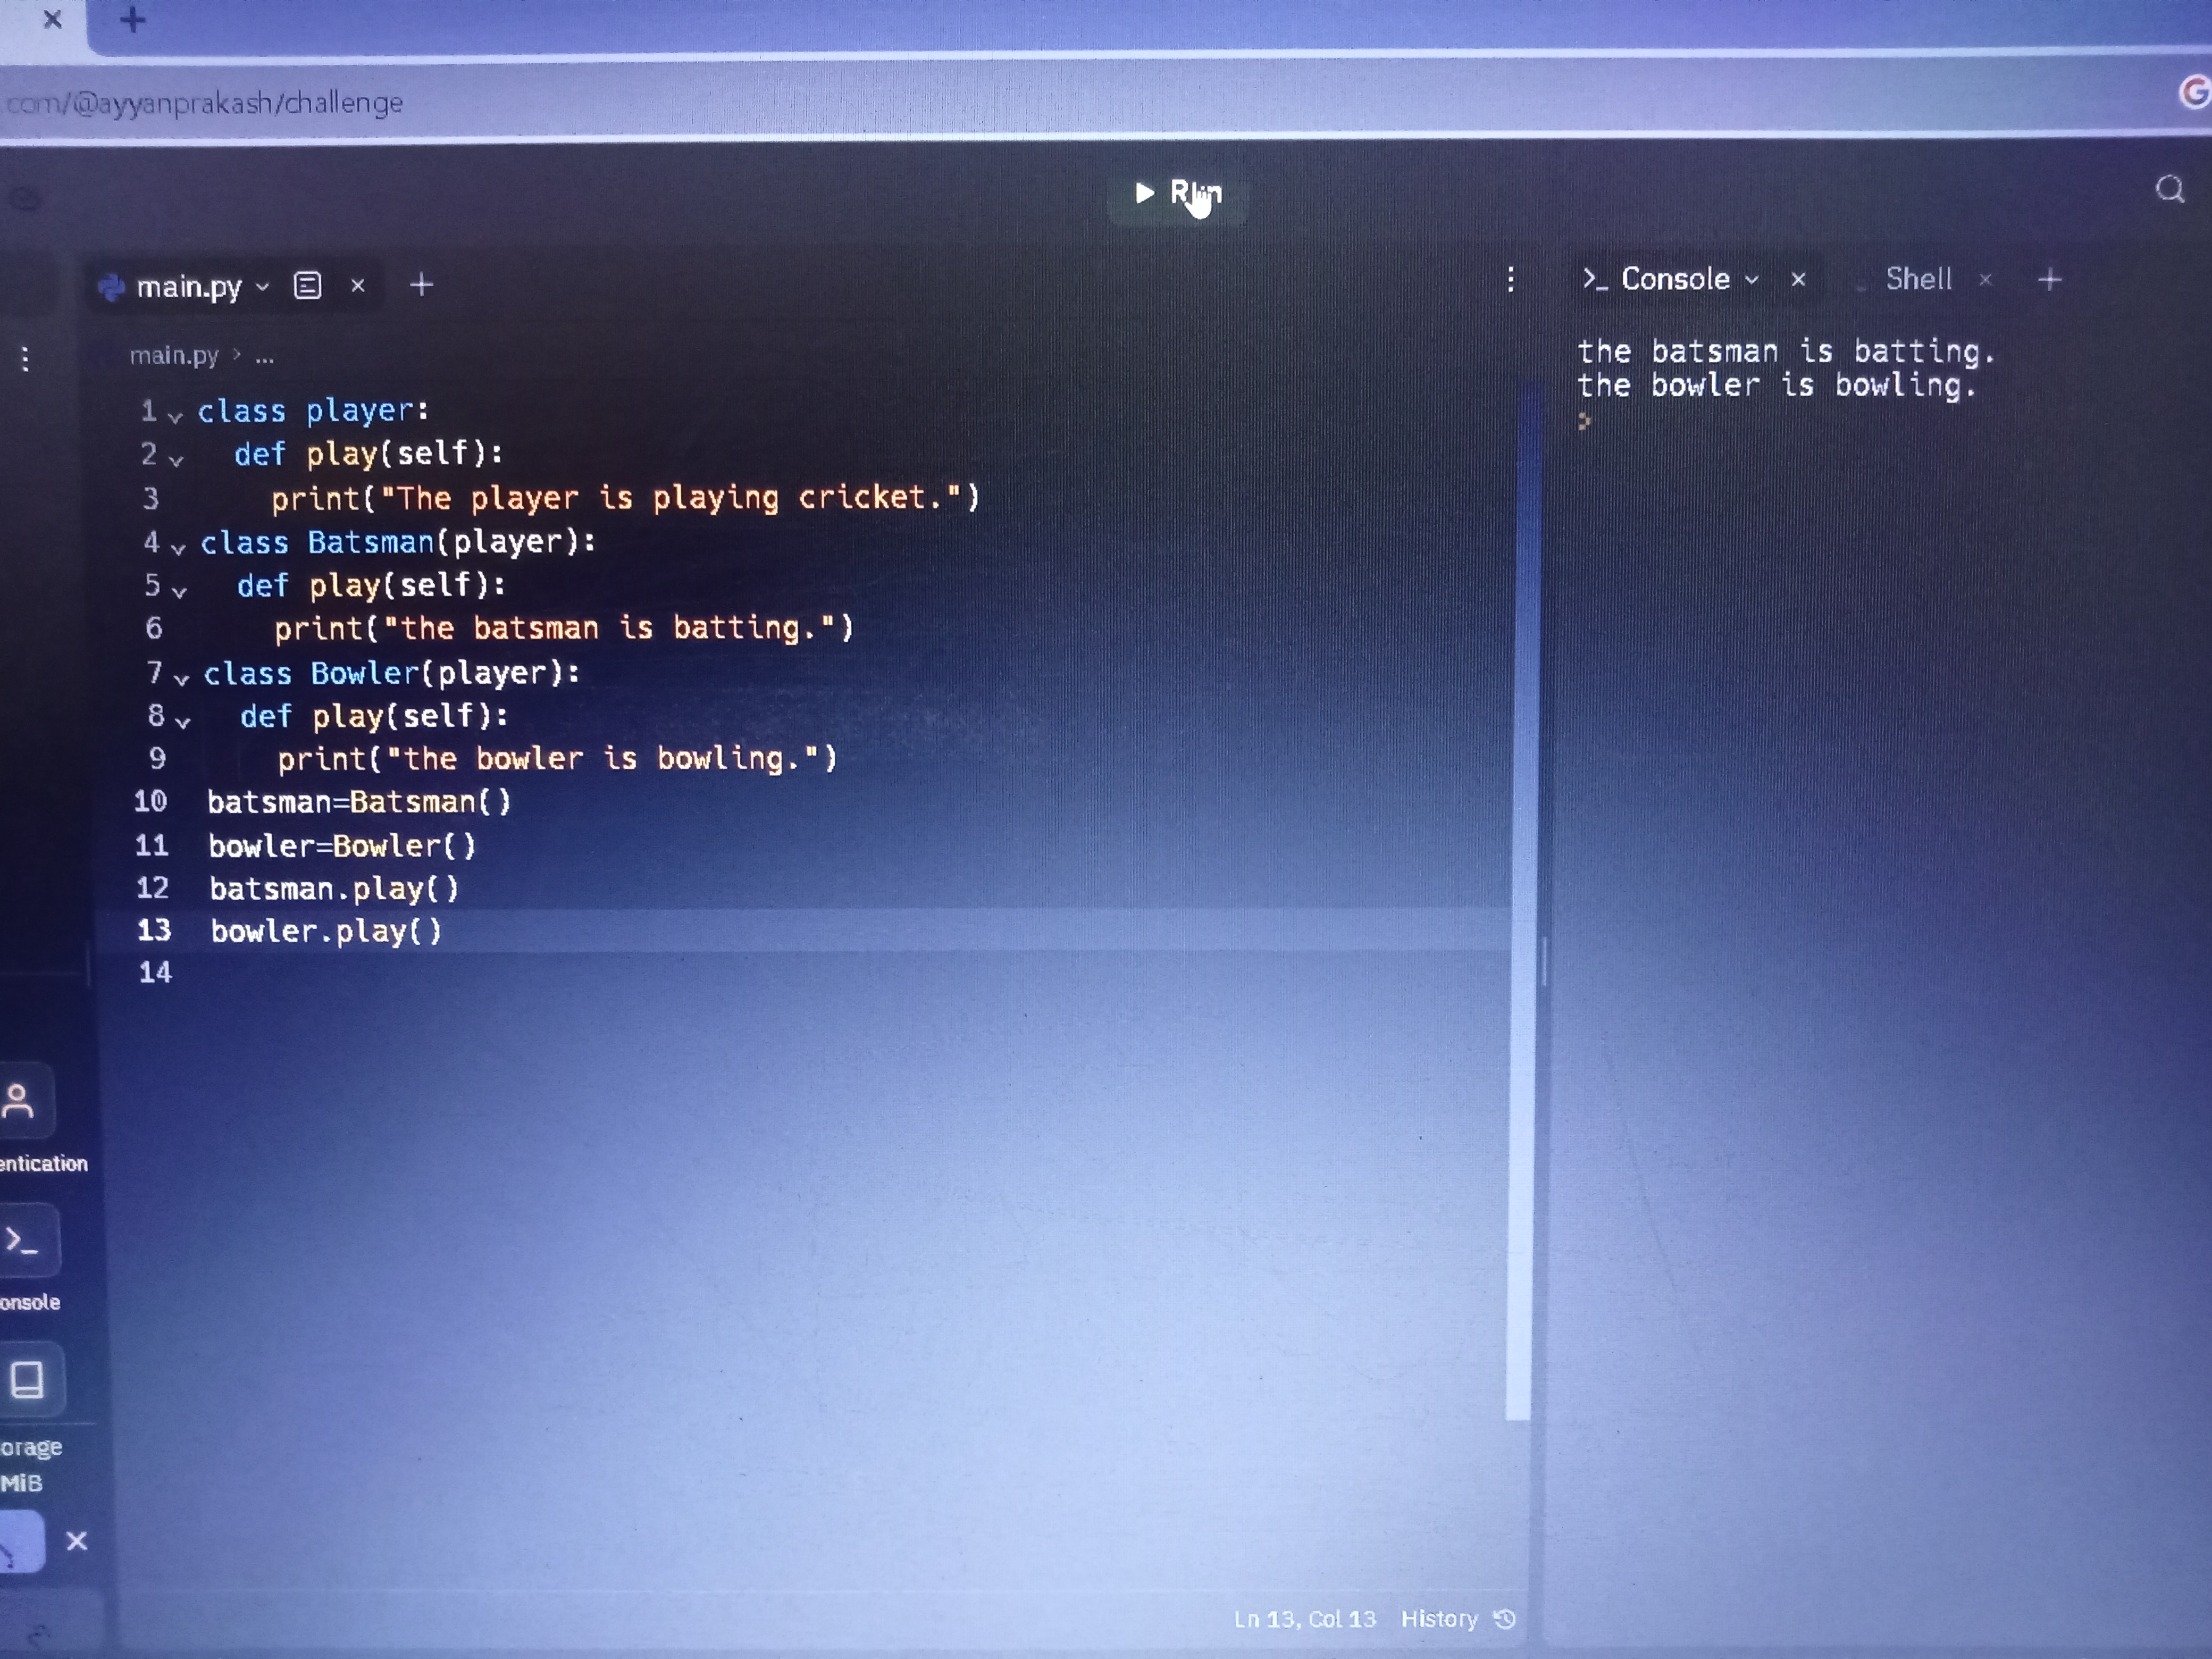 com/@ayyanprakash/challenge
Run
main.py
main.py > ...
1 class player:
2 def play(self):
3 print("The player is playing cricket.")
4 class Batsman(player):
5 def play(self):
6 print("the batsman is batting.")
7 class Bowler(player):
8 def play(self):
9 print("the bowler is bowling.")
10 batsman=Batsman()
11 bowler=Bowler()
12 batsman.play()
13 bowler.play()
14
>_ Console
Shell
the batsman is batting.
the bowler is bowling.
entication
onsole
orage
MiB
Ln 13, Col 13 History